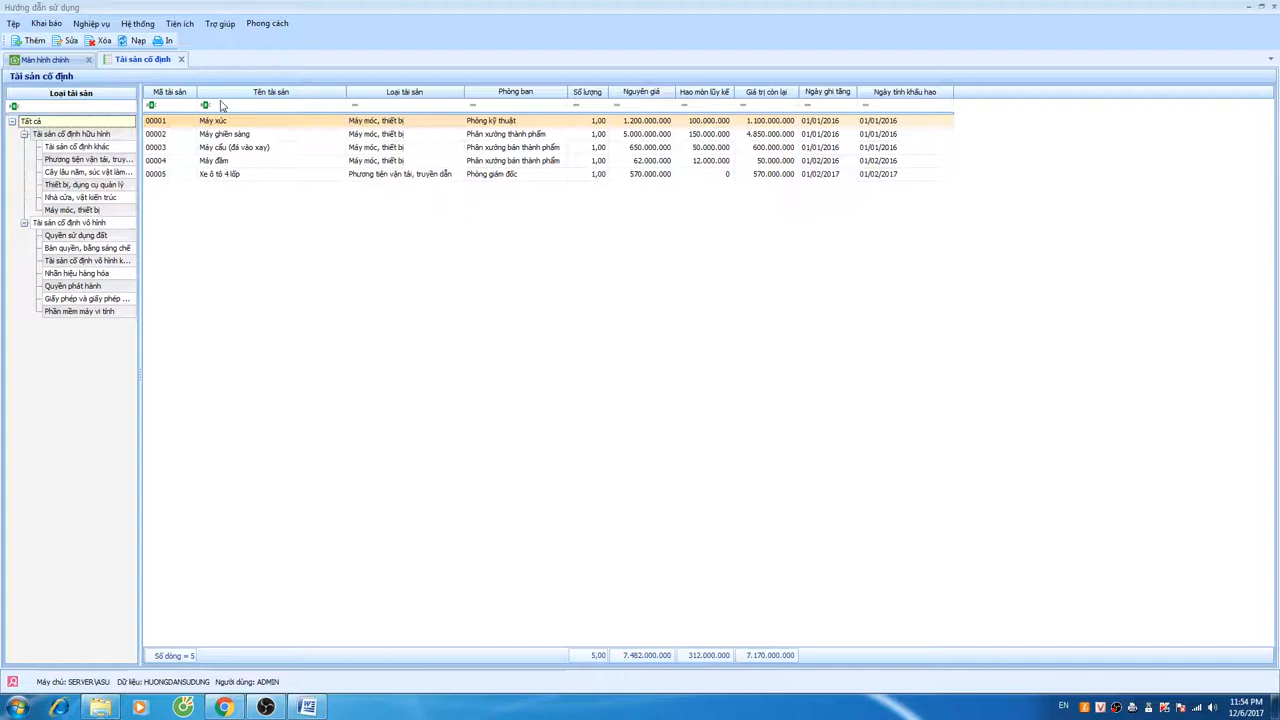 Hướng dẫn sử dụng
Tệp Khai báo Nghiệp vụ Hệ thống Tiện ích Trợ giúp Phong cách
Thêm Sửa Xóa Nạp In
Màn hình chính Tài sản cố định
Tài sản cố định
Loại tài sản
Tất cả
Tài sản cố định hữu hình
Tài sản cố định khác
Phương tiện vận tải, truy...
Cây lâu năm, súc vật làm...
Thiết bị, dụng cụ quản lý
Nhà cửa, vật kiến trúc
Máy móc, thiết bị
Tài sản cố định vô hình
Quyền sử dụng đất
Bản quyền, bằng sáng chế
Tài sản cố định vô hình k...
Nhãn hiệu hàng hóa
Quyền phát hành
Giấy phép và giấy phép ...
Phần mềm máy vi tính
Mã tài sản Tên tài sản Loại tài sản Phòng ban Số lượng Nguyên giá Hao mòn lũy kế Giá trị còn lại Ngày ghi tăng Ngày tính khấu hao
00001 Máy xúc Máy móc, thiết bị Phòng kỹ thuật 1,00 1.200.000.000 100.000.000 1.100.000.000 01/01/2016 01/01/2016
00002 Máy ghiền sàng Máy móc, thiết bị Phân xưởng thành phẩm 1,00 5.000.000.000 150.000.000 4.850.000.000 01/01/2016 01/01/2016
00003 Máy cẩu (đá vào xay) Máy móc, thiết bị Phân xưởng bán thành phẩm 1,00 650.000.000 50.000.000 600.000.000 01/01/2016 01/01/2016
00004 Máy đầm Máy móc, thiết bị Phân xưởng bán thành phẩm 1,00 62.000.000 12.000.000 50.000.000 01/02/2016 01/02/2016
00005 Xe ô tô 4 lốp Phương tiện vận tải, truyền dẫn Phòng giám đốc 1,00 570.000.000 0 570.000.000 01/02/2017 01/02/2017
Số dòng = 5 5,00 7.482.000.000 312.000.000 7.170.000.000
Máy chủ: SERVER\ASU Dữ liệu: HUONGDANSUDUNG Người dùng: ADMIN
EN
11:54 PM
12/6/2017